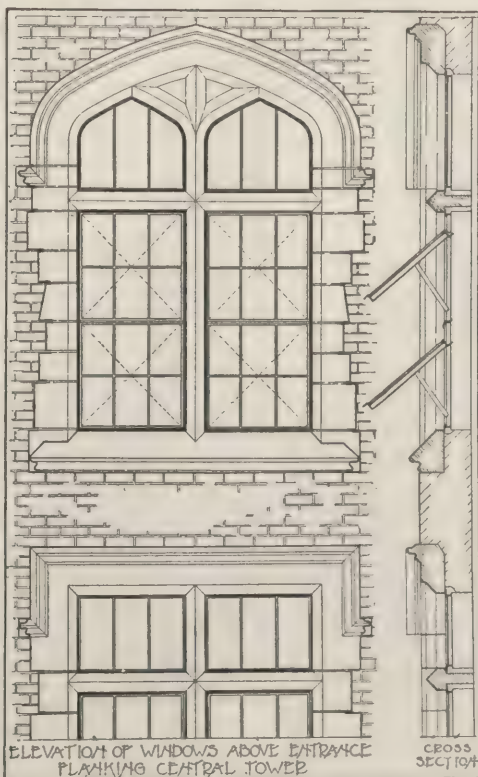 ELEVATION OF WINDOWS ABOVE ENTRANCE
FLANKING CENTRAL TOWER
CROSS
SECTION